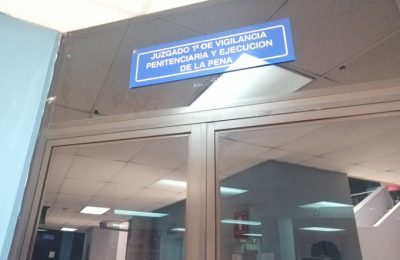 JUZGADO 1º DE VIGILANCIA
PENITENCIARIA Y EJECUCION
DE LA PENA